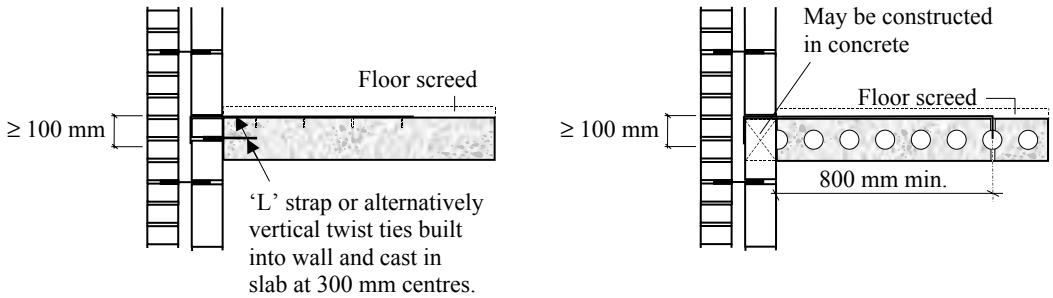 Floor screed
≥ 100 mm
‘L’ strap or alternatively
vertical twist ties built
into wall and cast in
slab at 300 mm centres.
May be constructed
in concrete
Floor screed
≥ 100 mm
800 mm min.